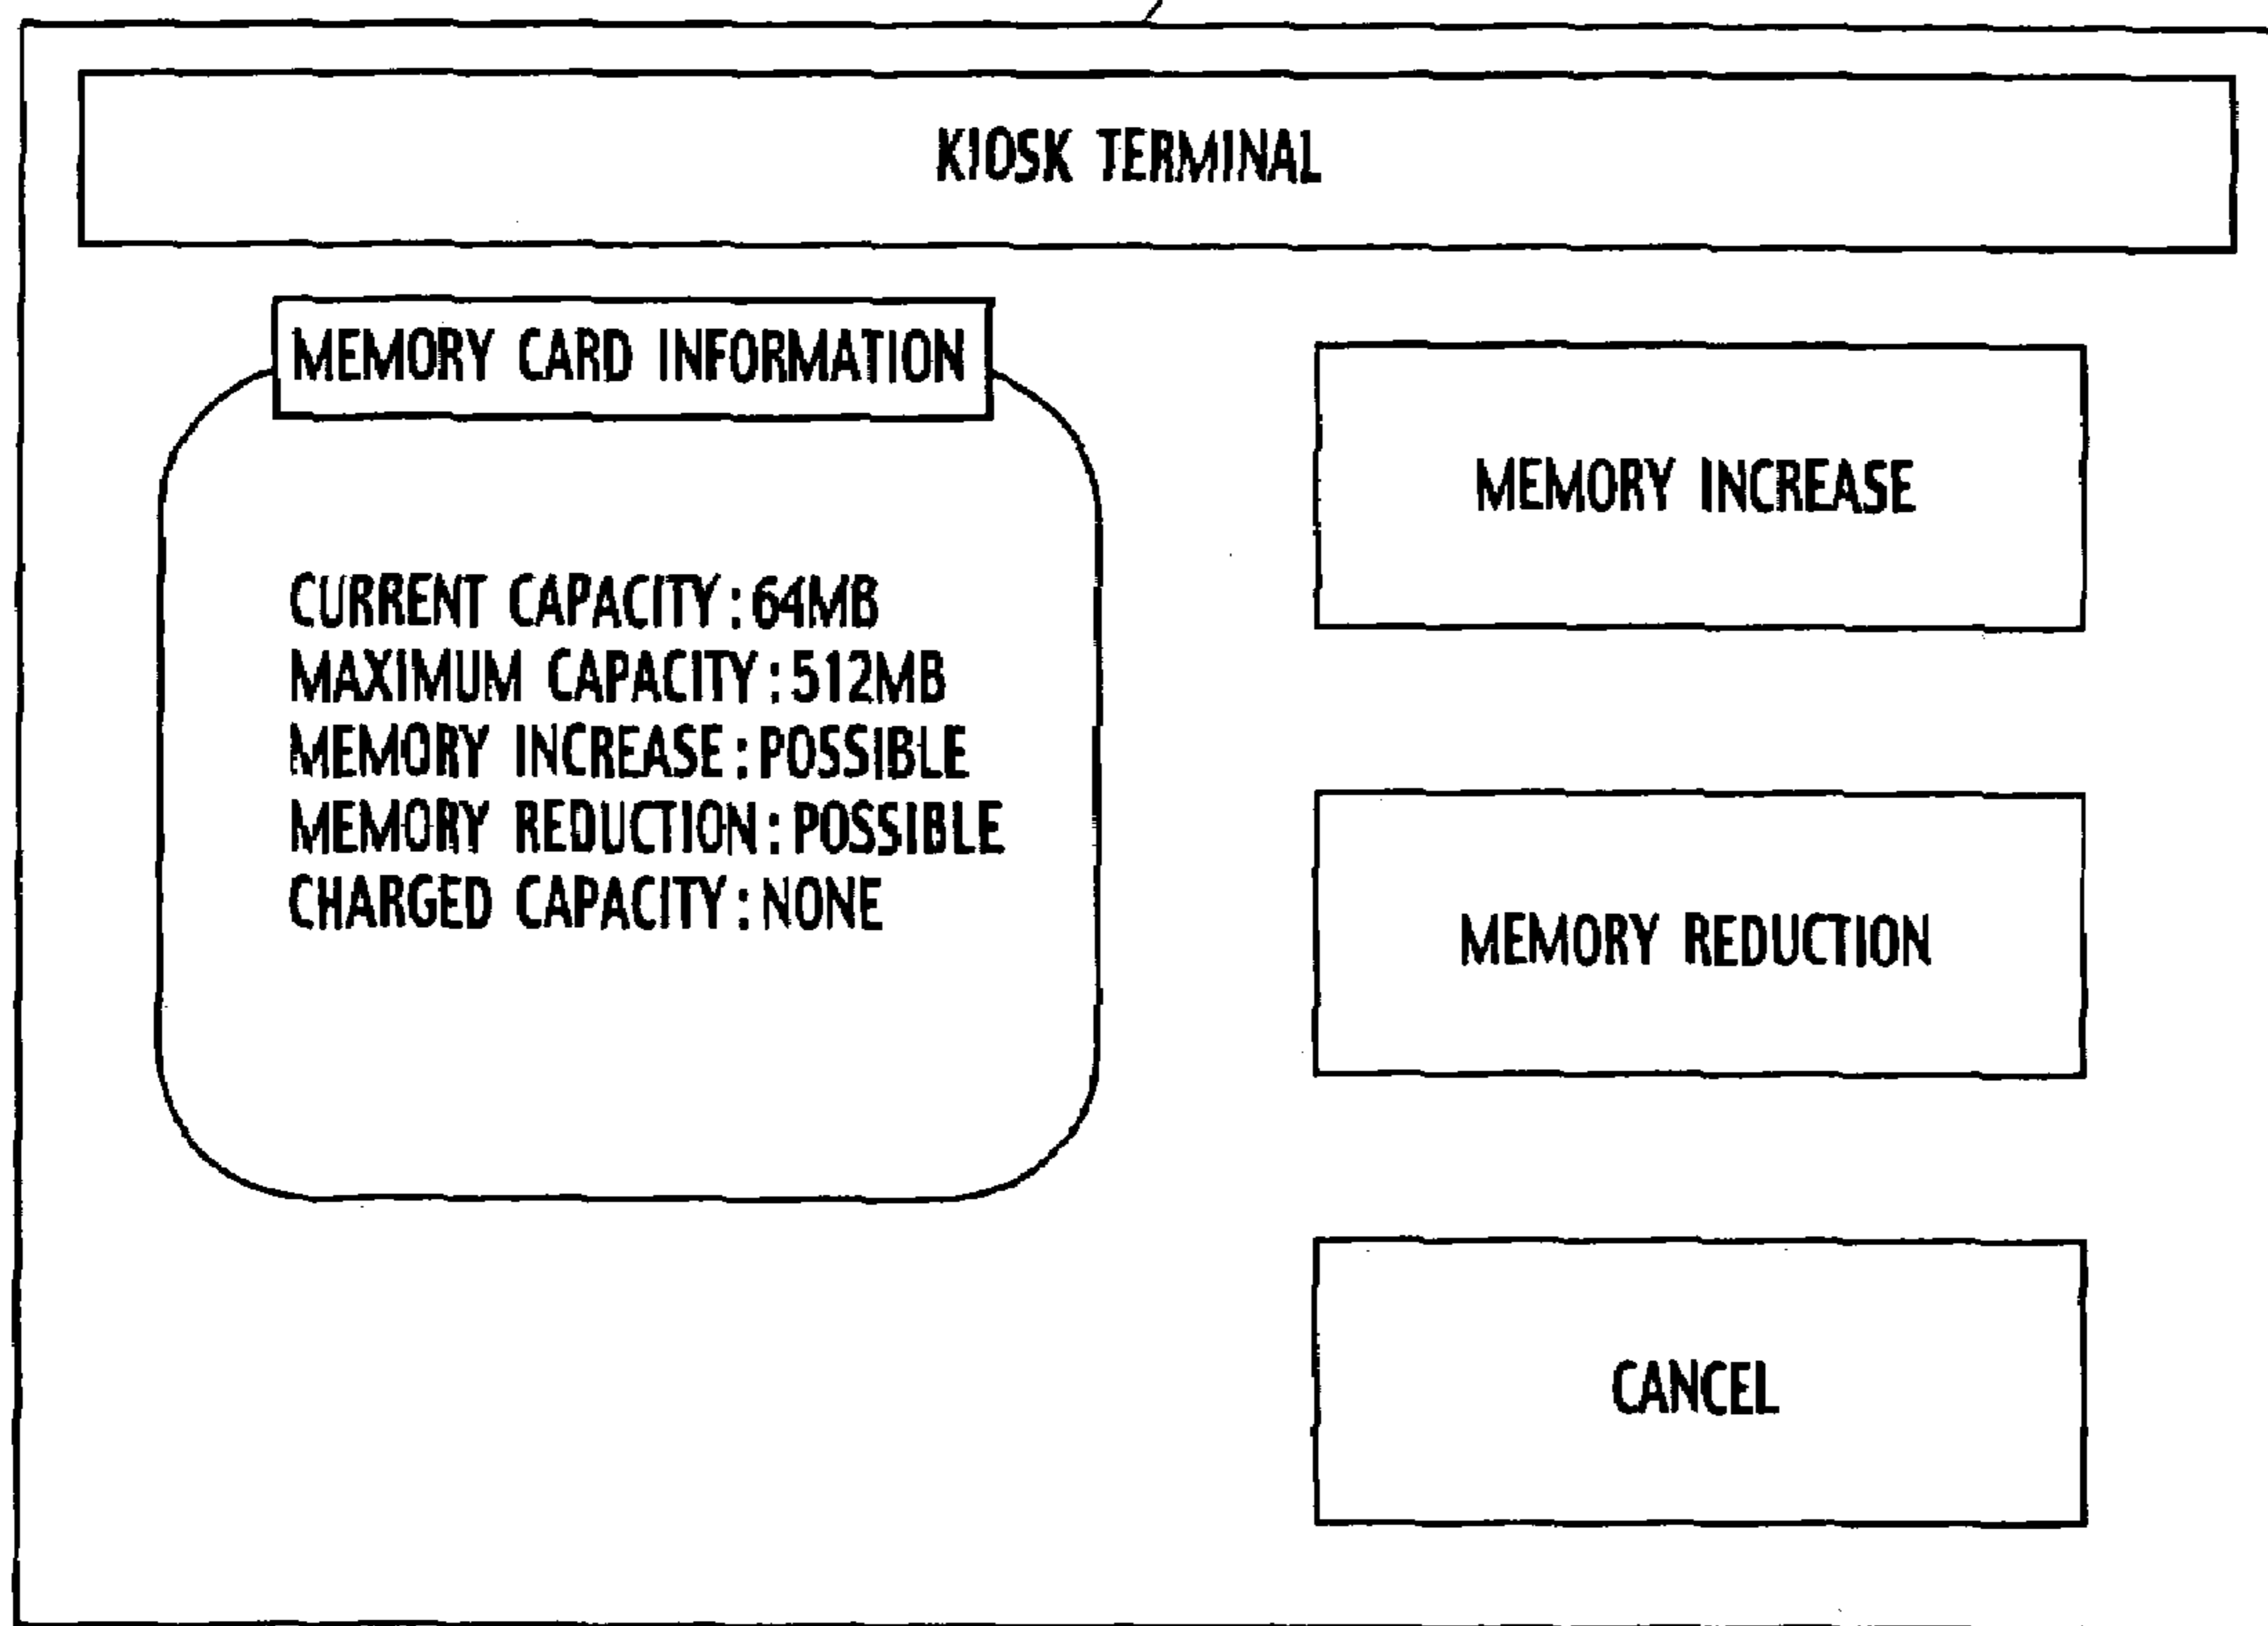 KIOSK TERMINAL
MEMORY CARD INFORMATION
CURRENT CAPACITY:64MB
MAXIMUM CAPACITY:512MB
MEMORY INCREASE:POSSIBLE
MEMORY REDUCTION:POSSIBLE
CHARGED CAPACITY:NONE
MEMORY INCREASE
MEMORY REDUCTION
CANCEL